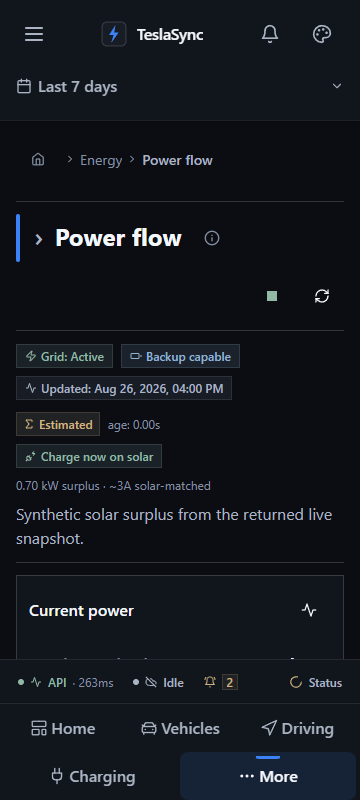 TeslaSync
Last 7 days
Energy > Power flow
Power flow
Grid: Active
Backup capable
Updated: Aug 26, 2026, 04:00 PM
Estimated
age: 0.00s
Charge now on solar
0.70 kW surplus · ~3A solar-matched
Synthetic solar surplus from the returned live
snapshot.
Current power
API · 263ms
Idle
2
Status
Home
Vehicles
Driving
Charging
More